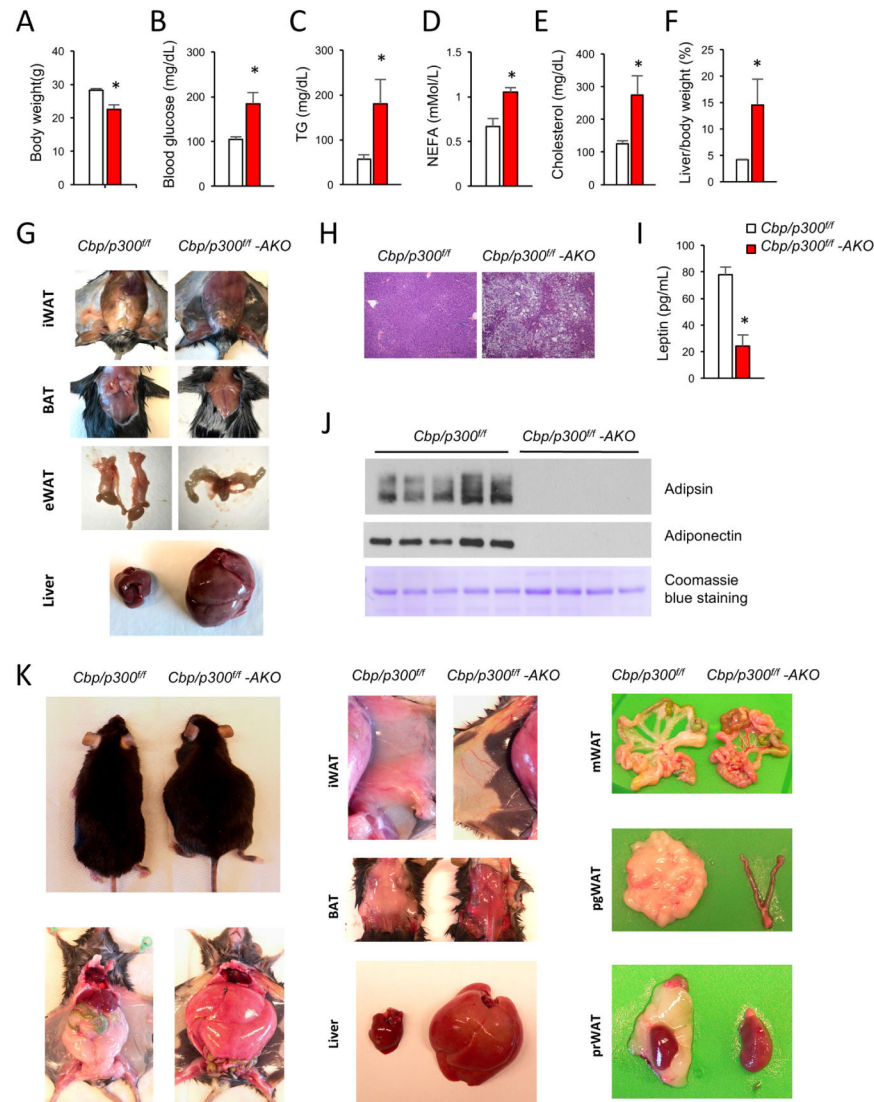 A
Body weight(g)
40
30
20
10
0
*
B
Blood glucose (mg/dL)
300
200
100
0
*
C
TG (mg/dL)
300
200
100
0
*
D
NEFA (mMol/L)
1
0.5
0
*
E
Cholesterol (mg/dL)
400
300
200
100
0
*
F
Liver/body weight (%)
25
20
15
10
5
0
*
G
Cbp/p300f/f
Cbp/p300f/f -AKO
iWAT
BAT
eWAT
Liver
H
Cbp/p300f/f
Cbp/p300f/f -AKO
I
Cbp/p300f/f
Cbp/p300f/f -AKO
Leptin (pg/mL)
100
80
60
40
20
0
*
J
Cbp/p300f/f
Cbp/p300f/f -AKO
Adipsin
Adiponectin
Coomassie
blue staining
K
Cbp/p300f/f
Cbp/p300f/f -AKO
Cbp/p300f/f
Cbp/p300f/f -AKO
iWAT
BAT
Liver
Cbp/p300f/f
Cbp/p300f/f -AKO
mWAT
pgWAT
prWAT